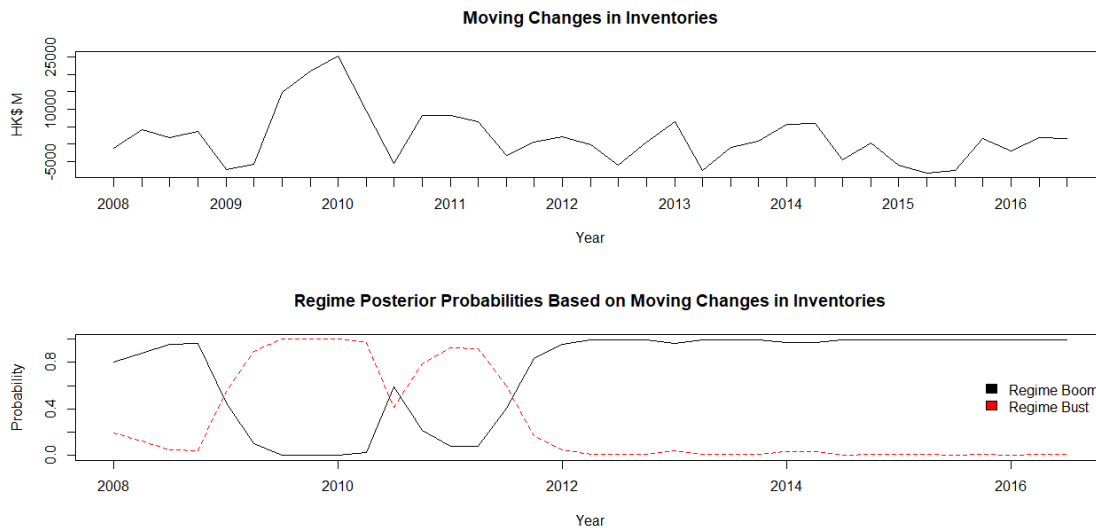 Moving Changes in Inventories
HK$ M
25000
10000
-5000
2008 2009 2010 2011 2012 2013 2014 2015 2016
Year
Regime Posterior Probabilities Based on Moving Changes in Inventories
Probability
0.8
0.4
0.0
Regime Boom
Regime Bust
2008 2010 2012 2014 2016
Year